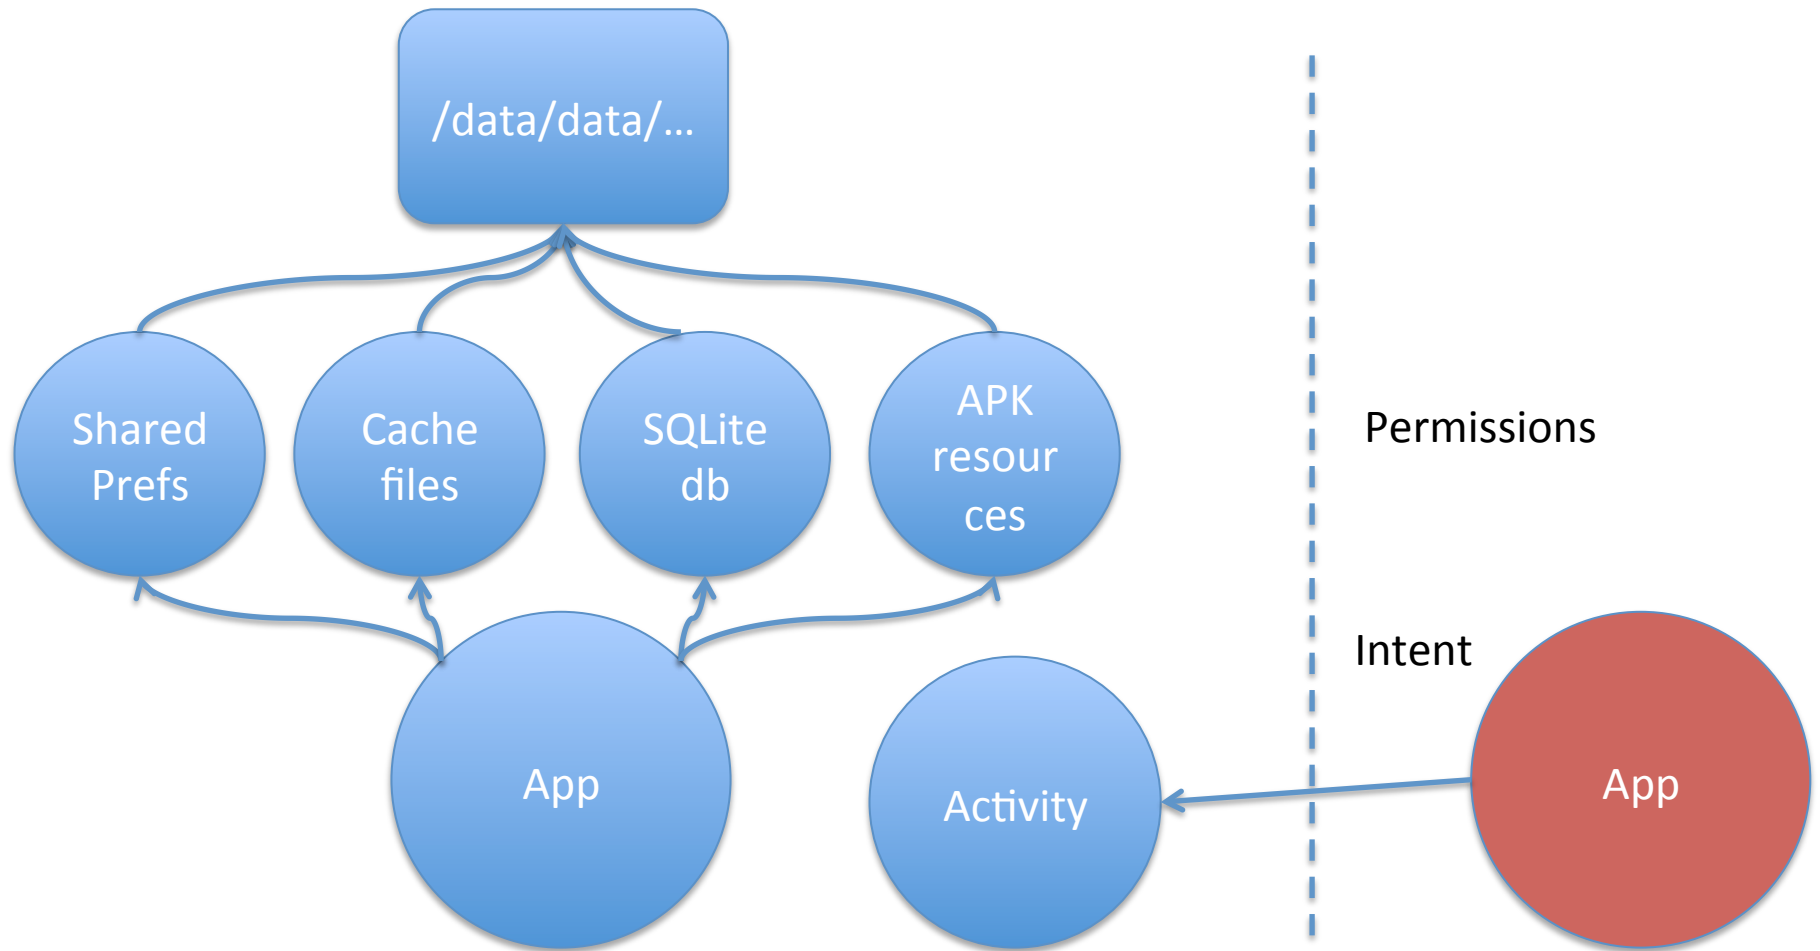 /data/data/…
Shared
Prefs
Cache
files
SQLite
db
APK
resour
ces
Permissions
Intent
App
Activity
App